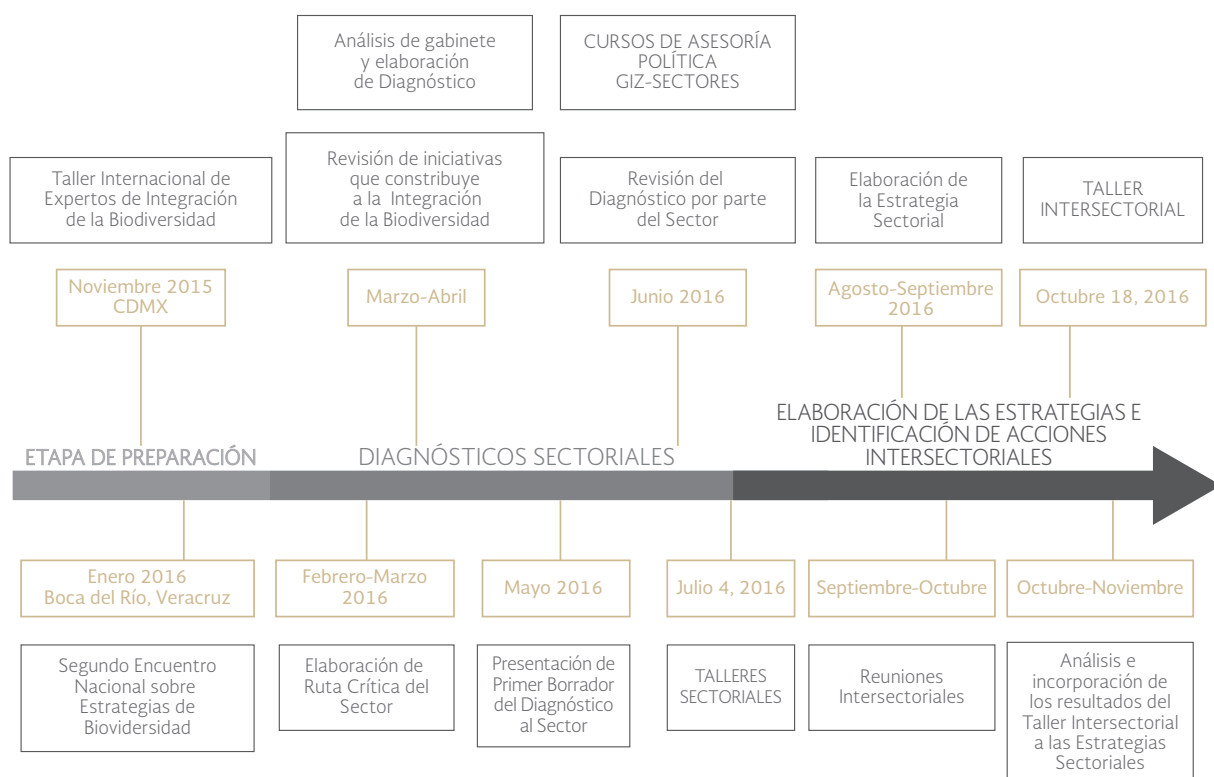 Análisis de gabinete
y elaboración
de Diagnóstico
CURSOS DE ASESORÍA
POLÍTICA
GIZ-SECTORES
Taller Internacional de
Expertos de Integración
de la Biodiversidad
Revisión de iniciativas
que constribuye
a la Integración
de la Biodiversidad
Revisión del
Diagnóstico por parte
del Sector
Elaboración de
la Estrategia
Sectorial
TALLER
INTERSECTORIAL
Noviembre 2015
CDMX
Marzo-Abril
Junio 2016
Agosto-Septiembre
2016
Octubre 18, 2016
ETAPA DE PREPARACIÓN
DIAGNÓSTICOS SECTORIALES
ELABORACIÓN DE LAS ESTRATEGIAS E
IDENTIFICACIÓN DE ACCIONES
INTERSECTORIALES
Enero 2016
Boca del Río, Veracruz
Febrero-Marzo
2016
Mayo 2016
Julio 4, 2016
Septiembre-Octubre
Octubre-Noviembre
Segundo Encuentro
Nacional sobre
Estrategias de
Biovidersidad
Elaboración de
Ruta Crítica del
Sector
Presentación de
Primer Borrador
del Diagnóstico
al Sector
TALLERES
SECTORIALES
Reuniones
Intersectoriales
Análisis e
incorporación de
los resultados del
Taller Intersectorial
a las Estrategias
Sectoriales